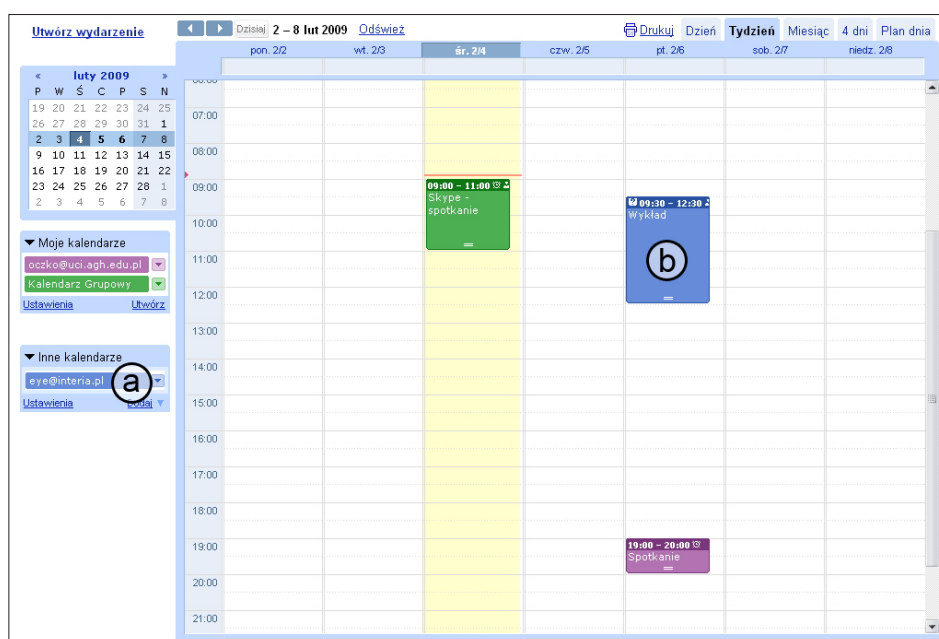 Utwórz wydarzenie
Dzisiaj 2 – 8 lut 2009 Odśwież
Drukuj Dzień Tydzień Miesiąc 4 dni Plan dnia
pon. 2/2 wt. 2/3 śr. 2/4 czw. 2/5 pt. 2/6 sob. 2/7 niedz. 2/8
« luty 2009 »
P W Ś C P S N
19 20 21 22 23 24 25
26 27 28 29 30 31 1
2 3 4 5 6 7 8
9 10 11 12 13 14 15
16 17 18 19 20 21 22
23 24 25 26 27 28 1
2 3 4 5 6 7 8
Moje kalendarze
oczko@uci.agh.edu.pl
Kalendarz Grupowy
Ustawienia Utwórz
Inne kalendarze
eye@interia.pl
a
Ustawienia Dodaj
07:00
08:00
09:00
10:00
11:00
12:00
13:00
14:00
15:00
16:00
17:00
18:00
19:00
20:00
21:00
09:00 – 11:00
Skype -
spotkanie
09:30 – 12:30
Wykład
b
19:00 – 20:00
Spotkanie